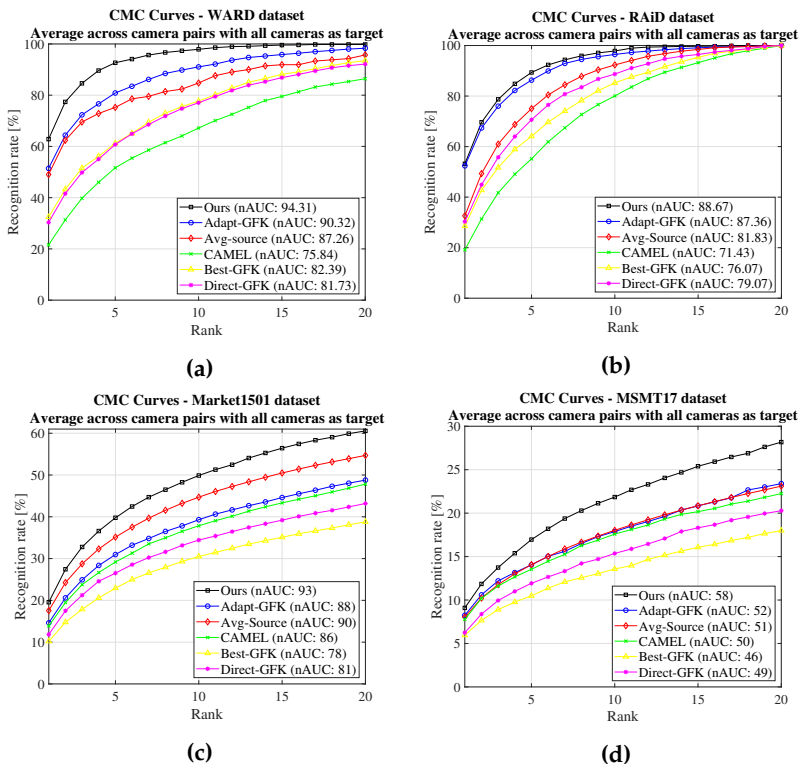 CMC Curves - WARD dataset
Average across camera pairs with all cameras as target
100
80
60
40
20
0
Recognition rate [%]
Ours (nAUC: 94.31)
Adapt-GFK (nAUC: 90.32)
Avg-source (nAUC: 87.26)
CAMEL (nAUC: 75.84)
Best-GFK (nAUC: 82.39)
Direct-GFK (nAUC: 81.73)
5
10
15
20
Rank
(a)
CMC Curves - RAiD dataset
Average across camera pairs with all cameras as target
100
80
60
40
20
0
Recognition rate [%]
Ours (nAUC: 88.67)
Adapt-GFK (nAUC: 87.36)
Avg-Source (nAUC: 81.83)
CAMEL (nAUC: 71.43)
Best-GFK (nAUC: 76.07)
Direct-GFK (nAUC: 79.07)
5
10
15
20
Rank
(b)
CMC Curves - Market1501 dataset
Average across camera pairs with all cameras as target
60
50
40
30
20
10
0
Recognition rate [%]
Ours (nAUC: 93)
Adapt-GFK (nAUC: 88)
Avg-Source (nAUC: 90)
CAMEL (nAUC: 86)
Best-GFK (nAUC: 78)
Direct-GFK (nAUC: 81)
5
10
15
20
Rank
(c)
CMC Curves - MSMT17 dataset
Average across camera pairs with all cameras as target
30
25
20
15
10
5
0
Recognition rate [%]
Ours (nAUC: 58)
Adapt-GFK (nAUC: 52)
Avg-Source (nAUC: 51)
CAMEL (nAUC: 50)
Best-GFK (nAUC: 46)
Direct-GFK (nAUC: 49)
5
10
15
20
Rank
(d)